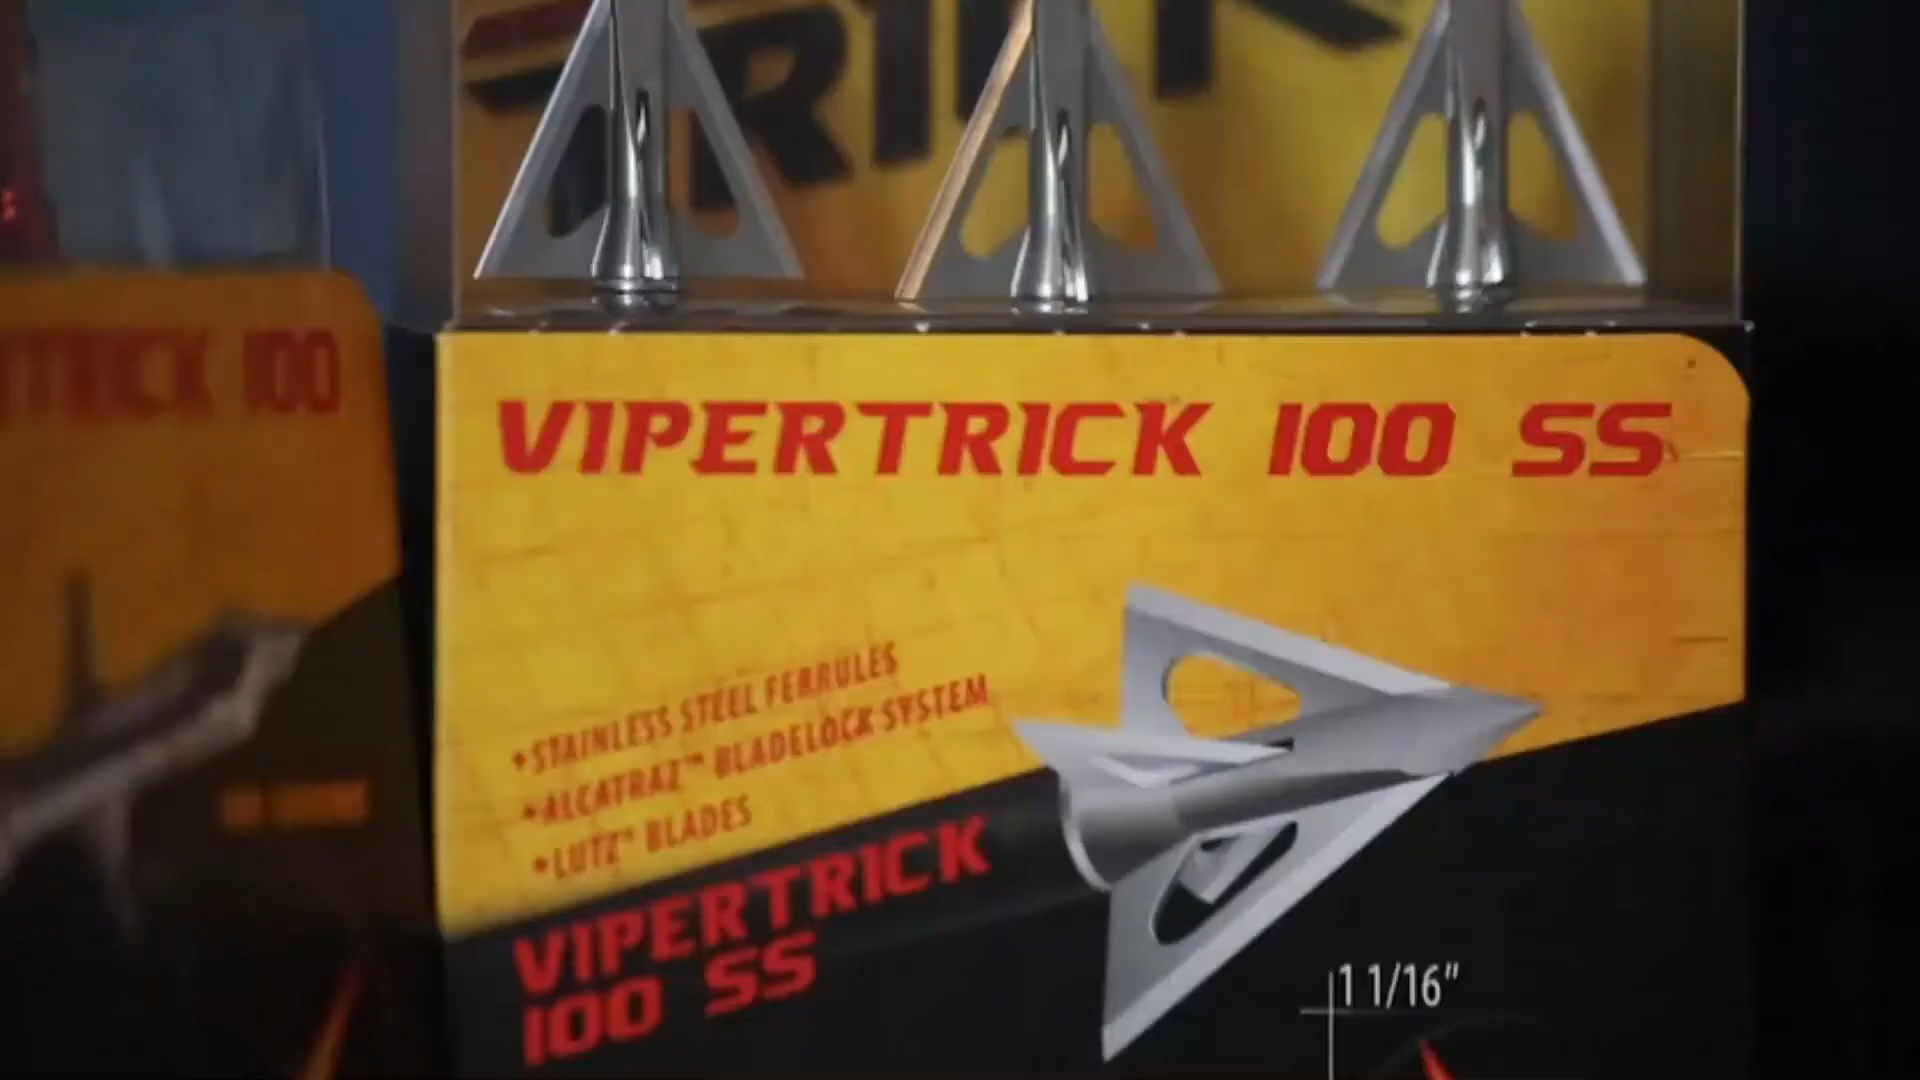 TRICK
TRICK 100
VIPERTRICK 100 SS
•STAINLESS STEEL FERRULES
•ALCATRAZ™ BLADELOCK SYSTEM
•LUTZ™ BLADES
VIPERTRICK
100 SS
1 1/16"